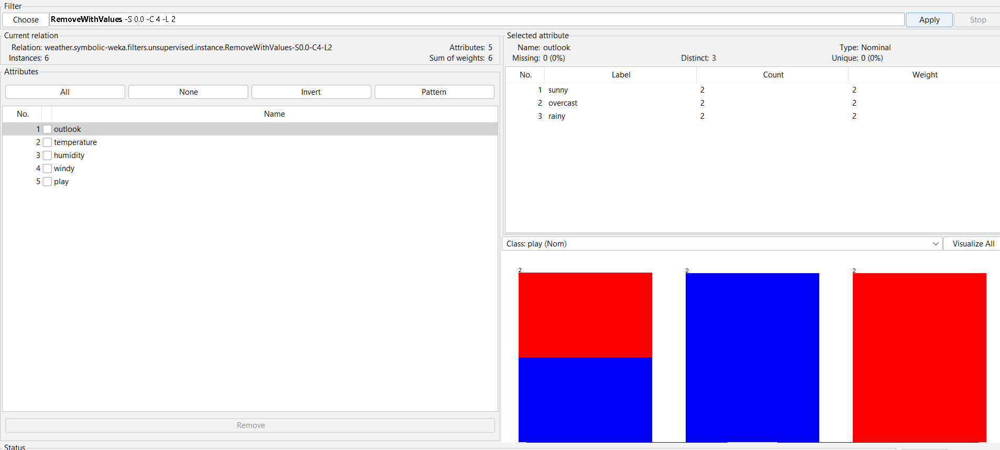 Filter
Choose RemoveWithValues -S 0.0 -C 4 -L 2 Apply Stop
Current relation
Relation: weather.symbolic-weka.filters.unsupervised.instance.RemoveWithValues-S0.0-C4-L2 Attributes: 5
Instances: 6 Sum of weights: 6
Attributes
All None Invert Pattern
No. Name
1 outlook
2 temperature
3 humidity
4 windy
5 play
Remove
Status
Selected attribute
Name: outlook Type: Nominal
Missing: 0 (0%) Distinct: 3 Unique: 0 (0%)
No. Label Count Weight
1 sunny 2 2
2 overcast 2 2
3 rainy 2 2
Class: play (Nom) Visualize All
2 2 2